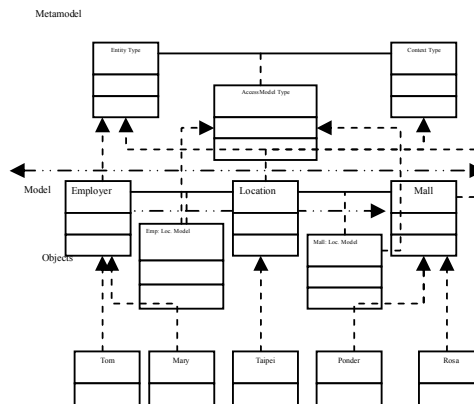 Metamodel
Entity Type
Context Type
AccessModel Type
Model
Employer
Location
Mall
Emp: Loc. Model
Mall: Loc. Model
Objects
Tom
Mary
Taipei
Ponder
Rosa